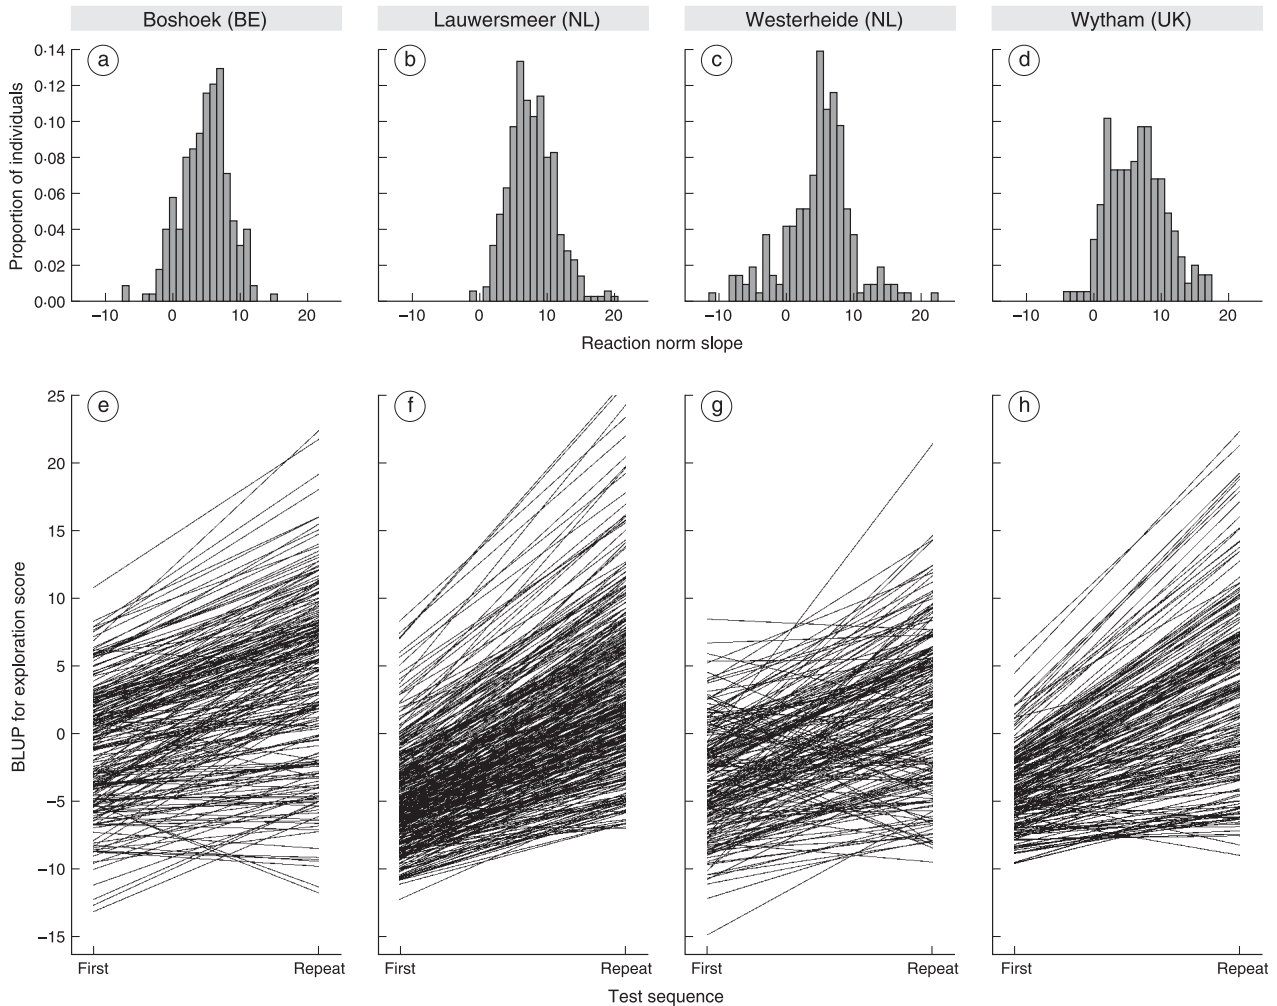 Boshoek (BE) Lauwersmeer (NL) Westerheide (NL) Wytham (UK)
a b c d
Proportion of individuals
0·14
0·12
0·10
0·08
0·06
0·04
0·02
0·00
−10 0 10 20 −10 0 10 20 −10 0 10 20 −10 0 10 20
Reaction norm slope
e f g h
BLUP for exploration score
25
20
15
10
5
0
−5
−10
−15
First Repeat First Repeat First Repeat First Repeat
Test sequence